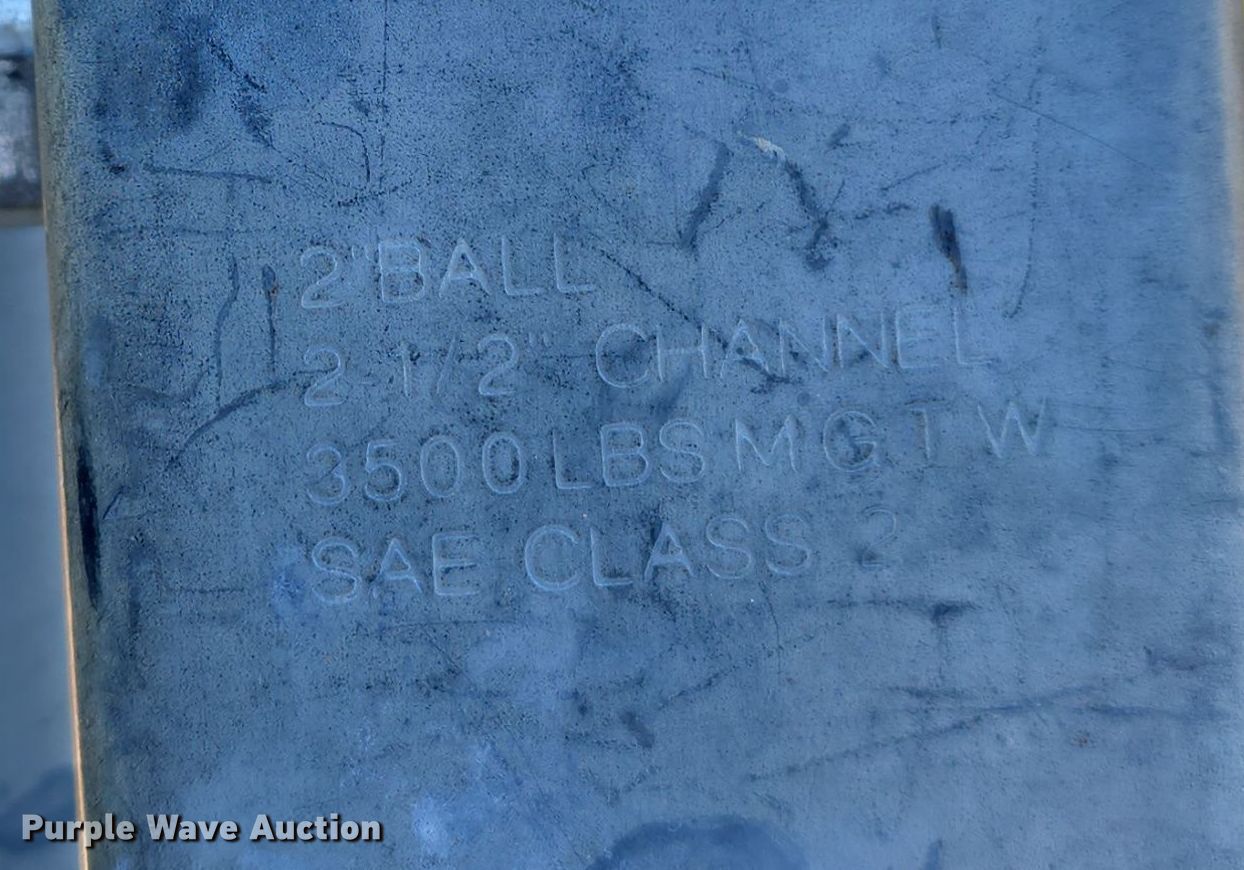 2" BALL
2-1/2" CHANNEL
3500 LBS M G T W
SAE CLASS 2
Purple Wave Auction